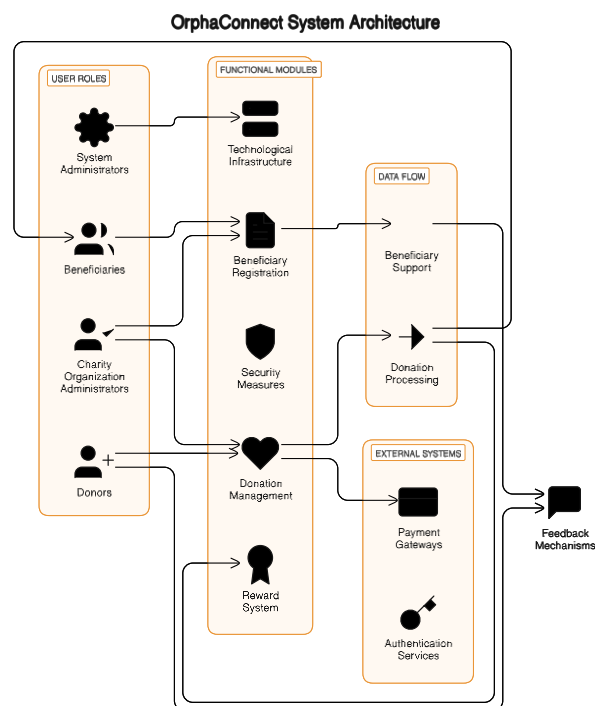 OrphaConnect System Architecture
USER ROLES
System
Administrators
Beneficiaries
Charity
Organization
Administrators
Donors
FUNCTIONAL MODULES
Technological
Infrastructure
Beneficiary
Registration
Security
Measures
Donation
Management
Reward
System
DATA FLOW
Beneficiary
Support
Donation
Processing
EXTERNAL SYSTEMS
Payment
Gateways
Authentication
Services
Feedback
Mechanisms